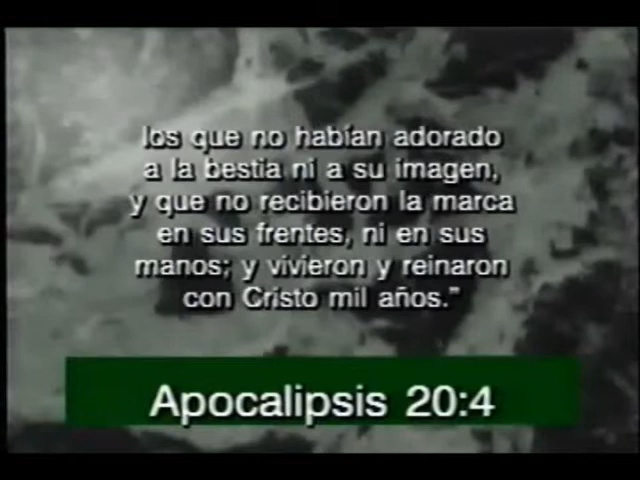 los que no habían adorado
a la bestia ni a su imagen,
y que no recibieron la marca
en sus frentes, ni en sus
manos; y vivieron y reinaron
con Cristo mil años."
Apocalipsis 20:4